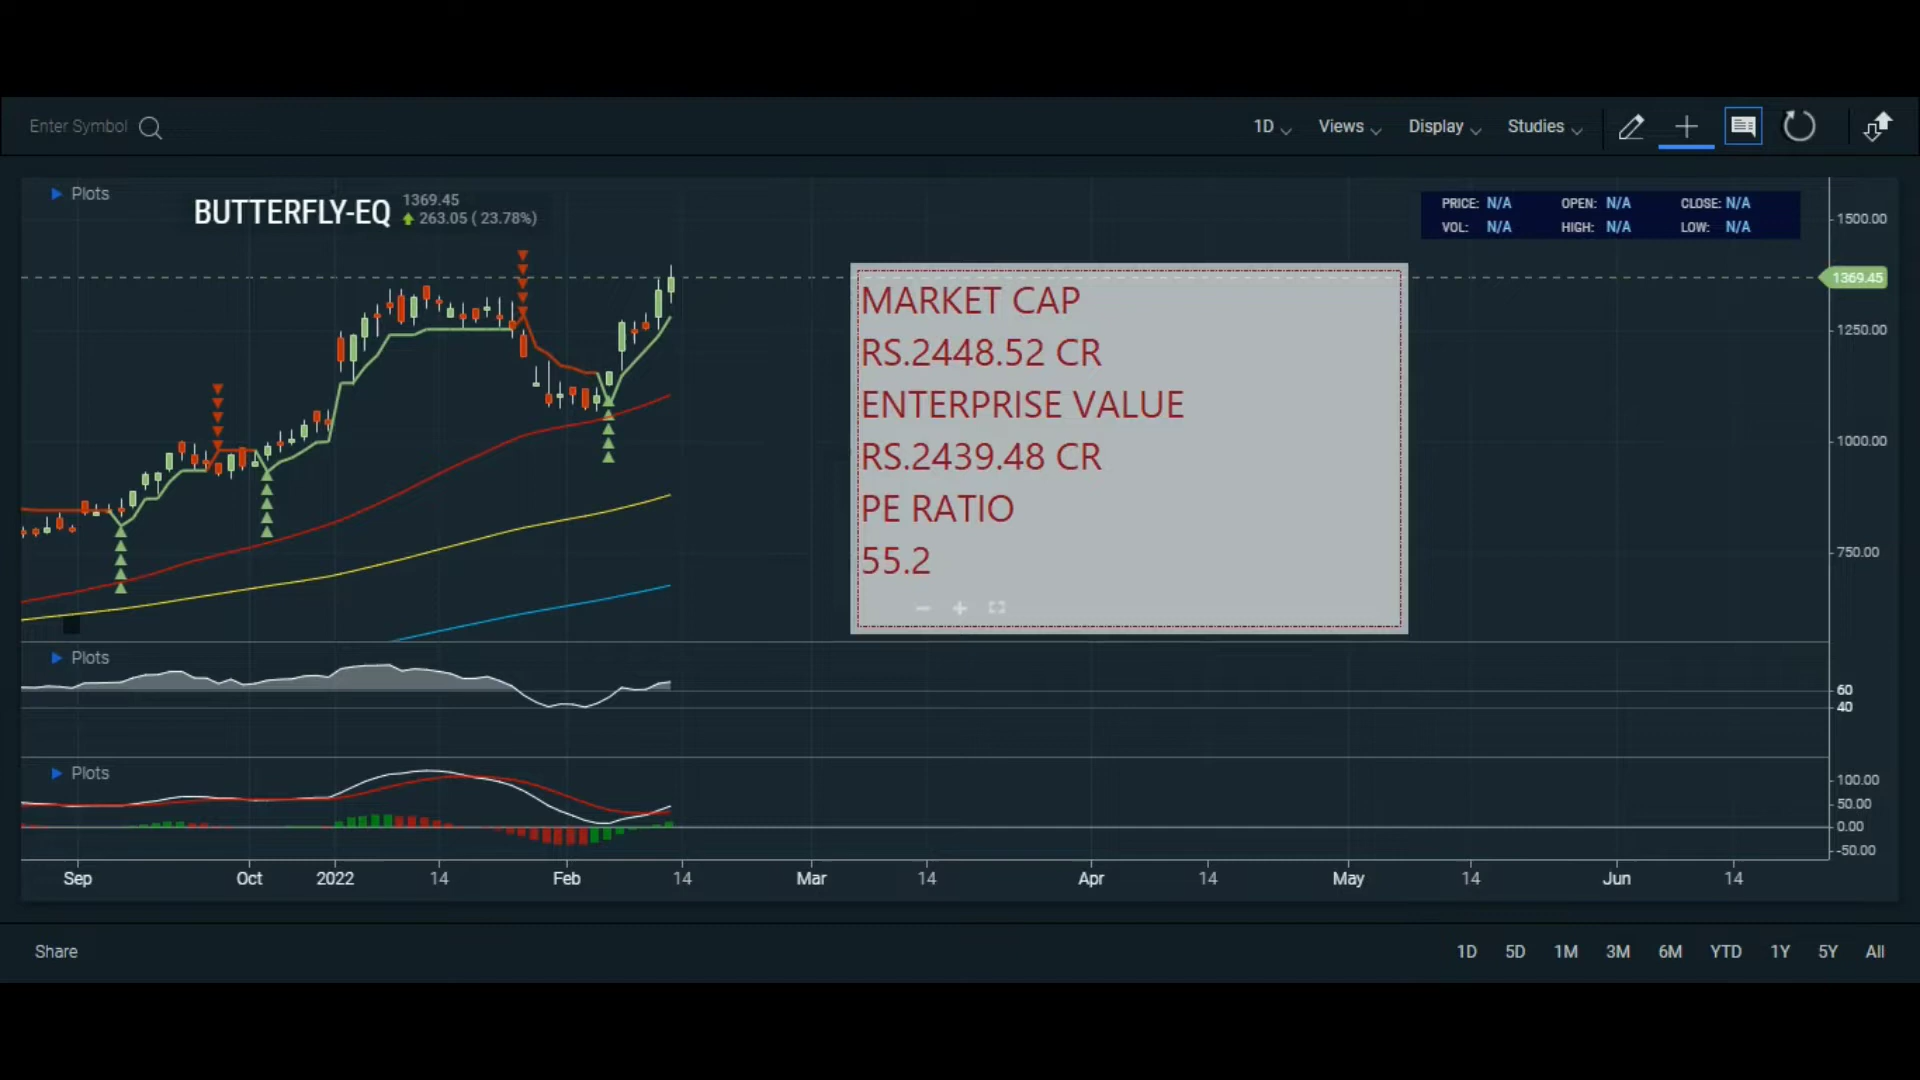 Enter Symbol
1D Views Display Studies
Plots
BUTTERFLY-EQ
1369.45
263.05 ( 23.78%)
PRICE: N/A OPEN: N/A CLOSE: N/A
VOL: N/A HIGH: N/A LOW: N/A
1500.00
1369.45
1250.00
1000.00
750.00
MARKET CAP
RS.2448.52 CR
ENTERPRISE VALUE
RS.2439.48 CR
PE RATIO
55.2
Plots
60
40
Plots
100.00
50.00
0.00
-50.00
Sep Oct 2022 14 Feb 14 Mar 14 Apr 14 May 14 Jun 14
Share
1D 5D 1M 3M 6M YTD 1Y 5Y All